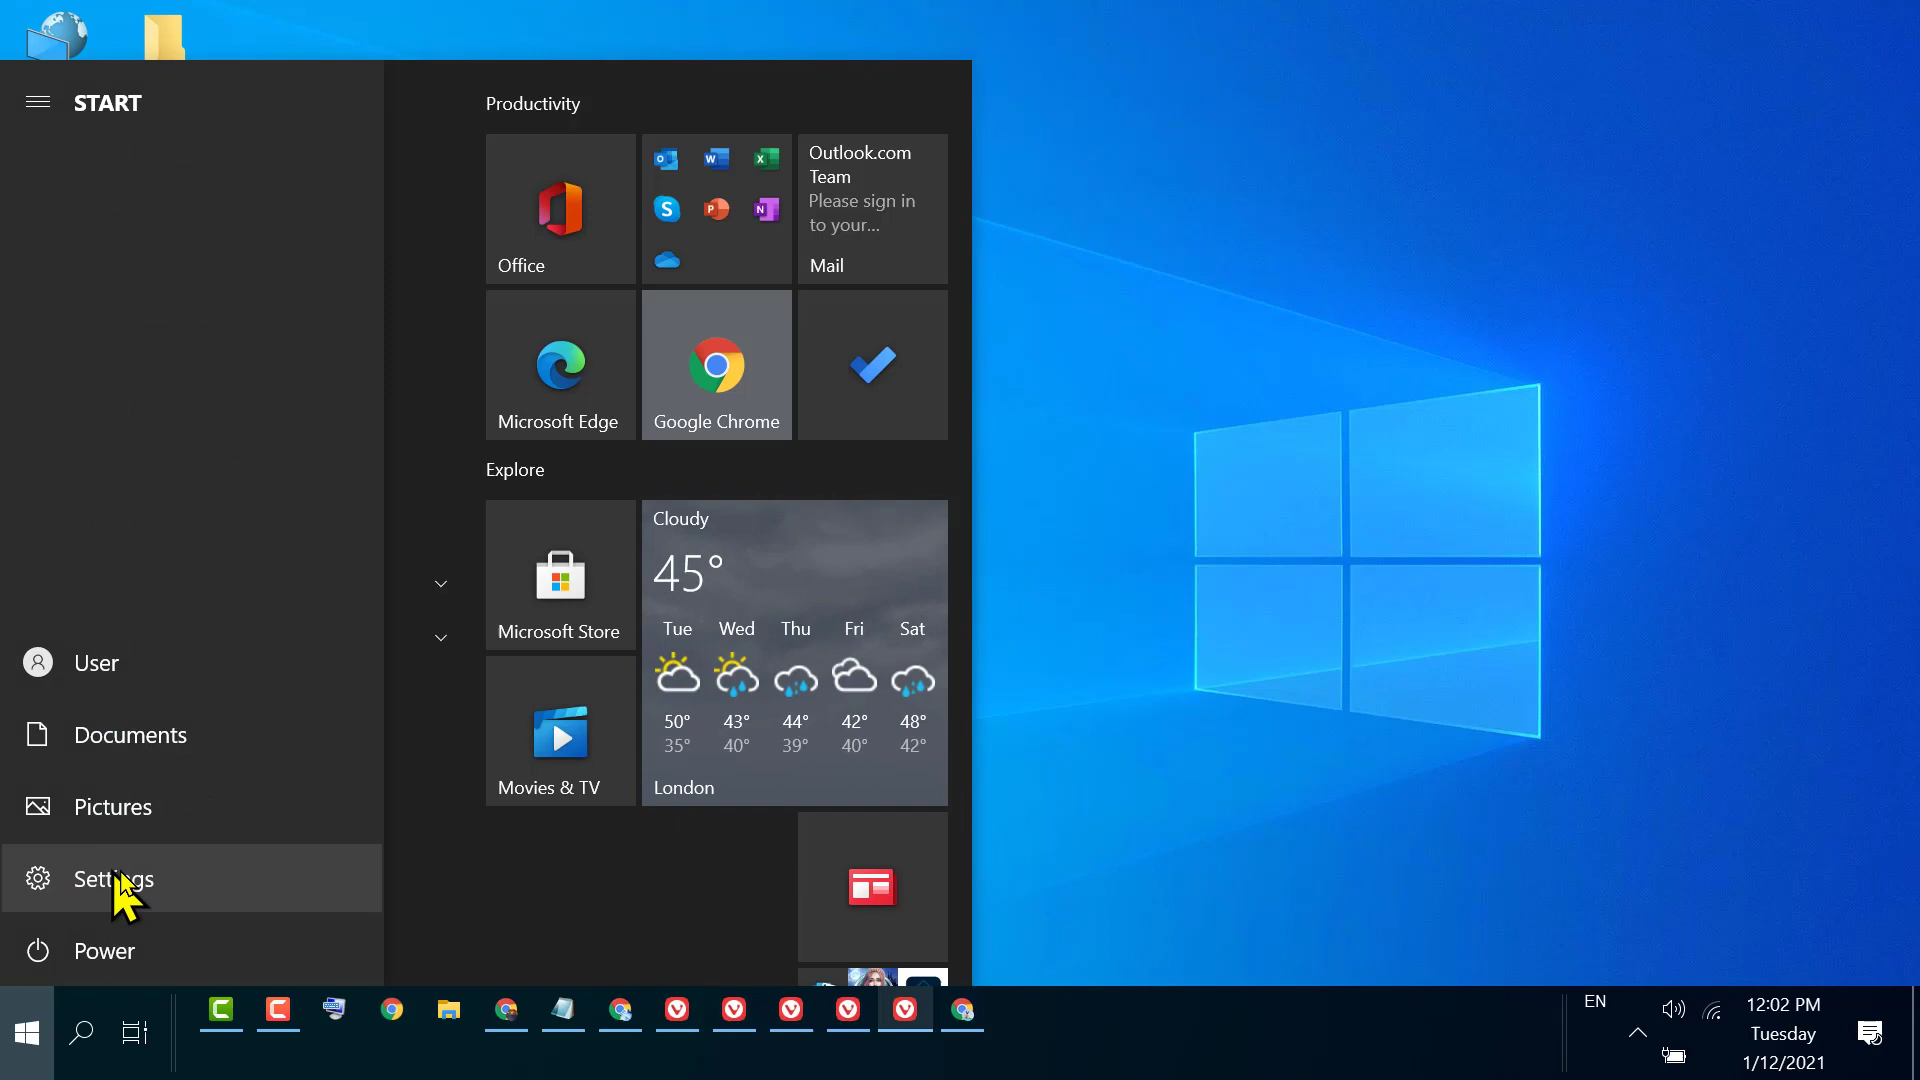 START
Productivity
Office
Outlook.com
Team
Please sign in
to your...
Mail
Microsoft Edge
Google Chrome
Explore
Microsoft Store
Cloudy
45°
Tue Wed Thu Fri Sat
50° 43° 44° 42° 48°
35° 40° 39° 40° 42°
London
Movies & TV
User
Documents
Pictures
Settings
Power
EN
12:02 PM
Tuesday
1/12/2021